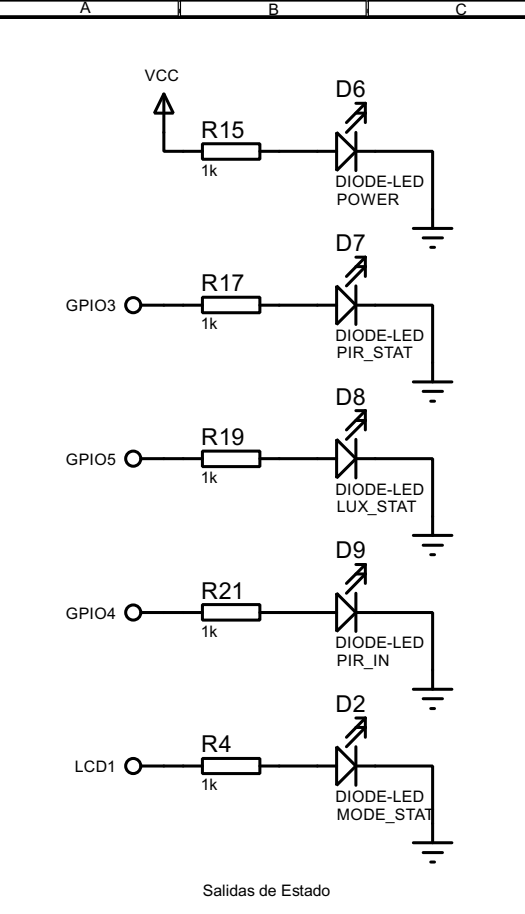 A B C
VCC
D6
R15
1k
DIODE-LED
POWER
D7
R17
GPIO3
1k
DIODE-LED
PIR_STAT
D8
R19
GPIO5
1k
DIODE-LED
LUX_STAT
D9
R21
GPIO4
1k
DIODE-LED
PIR_IN
D2
R4
LCD1
1k
DIODE-LED
MODE_STAT
Salidas de Estado